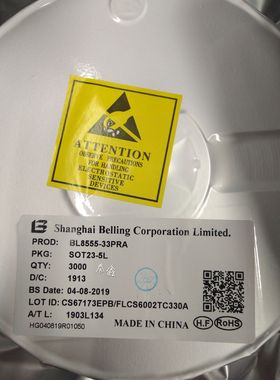 ATTENTION
OBSERVE PRECAUTIONS
FOR HANDLING
ELECTROSTATIC
SENSITIVE
DEVICES
Shanghai Belling Corporation Limited.
PROD: BL8555-33PRA
PKG: SOT23-5L
QTY: 3000
D/C: 1913
BS DATE: 04-08-2019
LOT ID: CS67173EPB/FLCS6002TC330A
A/T L: 1903L134
HG040819R01050
MADE IN CHINA
H.F
RoHS